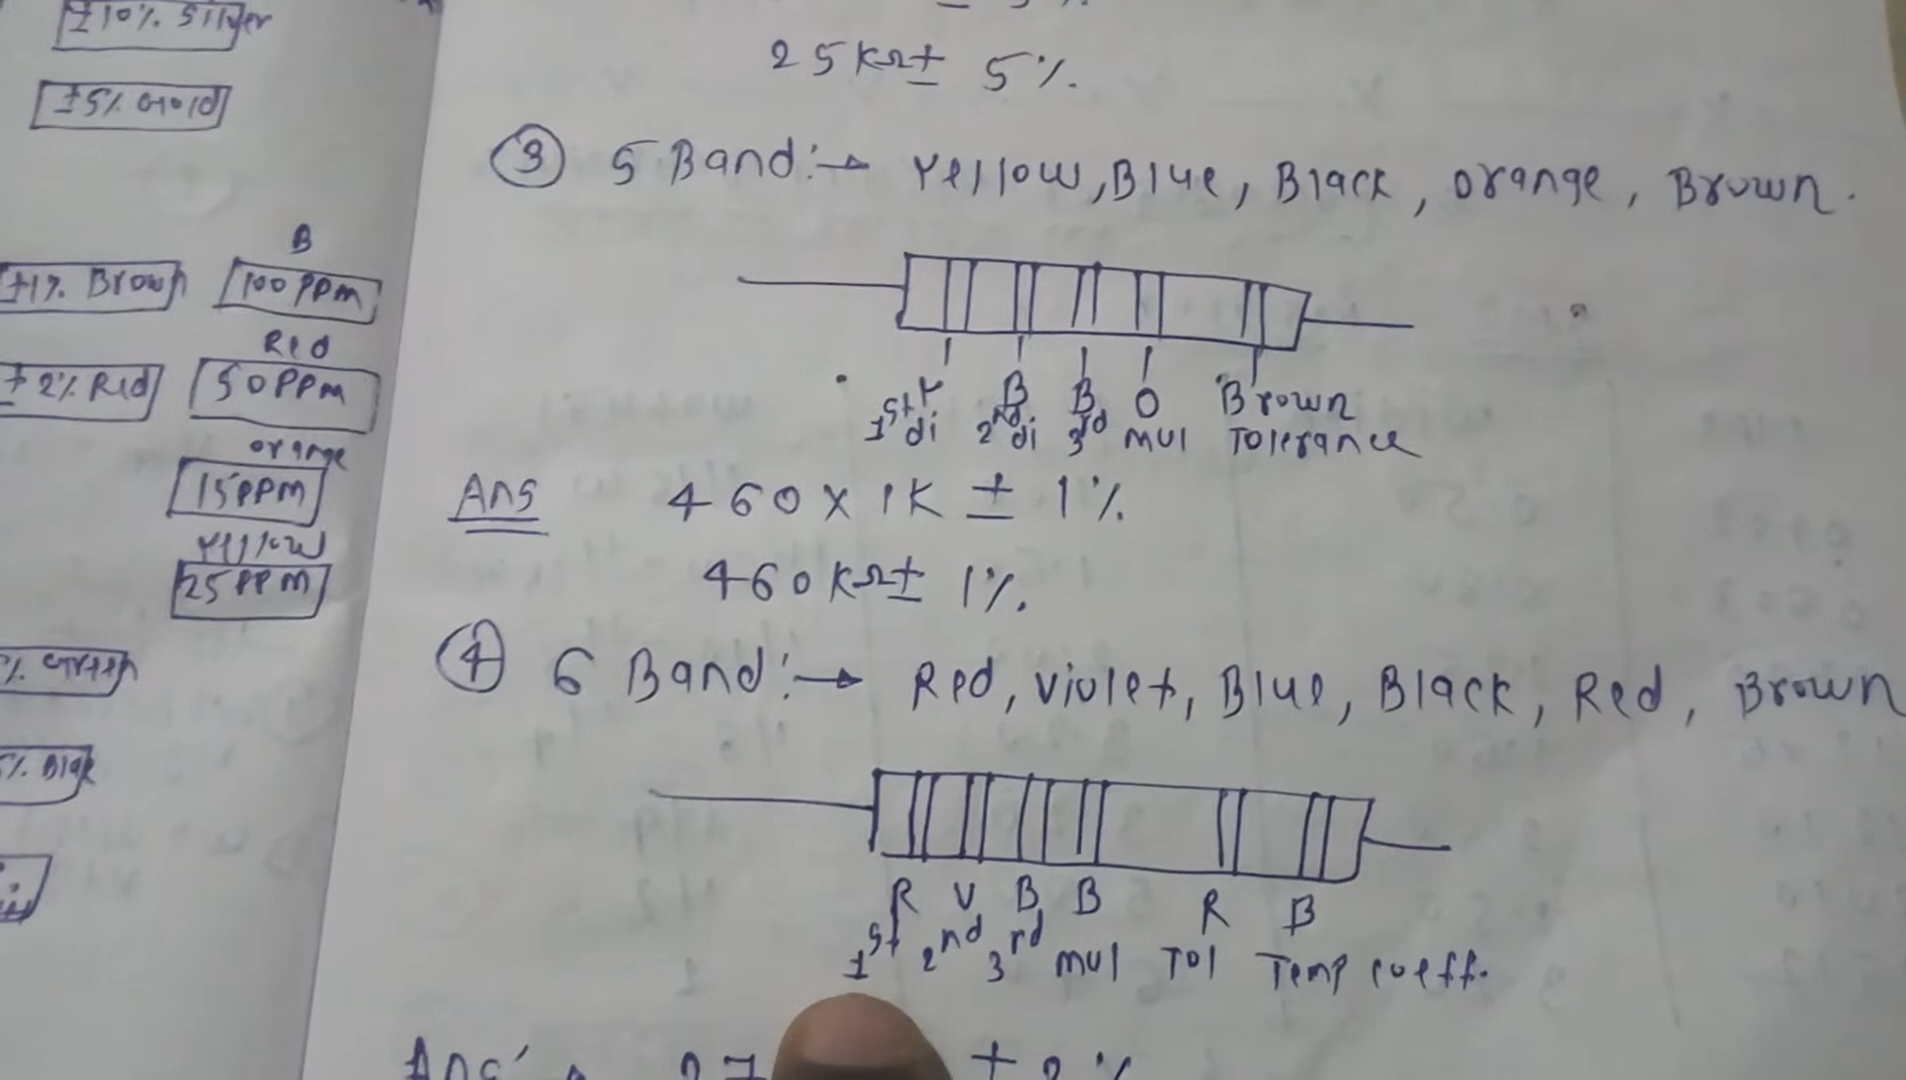 ±10% Silver
±5% Gold
B
±1% Brown
100 PPm
Red
±2% Red
50 PPm
orange
15 PPm
yellow
25 PPm
% Green
25KΩ ± 5%.
③ 5 Band:→ Yellow, Blue, Black, orange, Brown.
Y B B O Brown
1st di 2nd di 3rd mul Tolerance
Ans 460 x 1K ± 1%.
460KΩ ± 1%.
④ 6 Band:→ Red, Violet, Blue, Black, Red, Brown
R V B B R B
1st 2nd 3rd mul Tol Temp coeff.